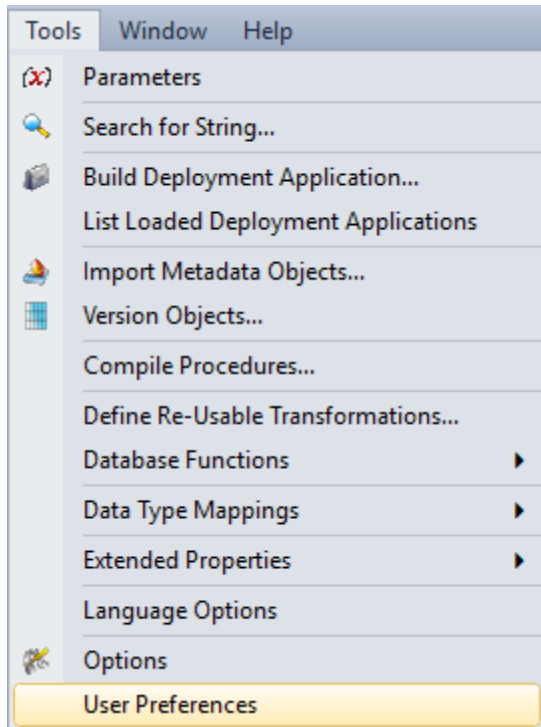 Tools Window Help
(x) Parameters
Search for String...
Build Deployment Application...
List Loaded Deployment Applications
Import Metadata Objects...
Version Objects...
Compile Procedures...
Define Re-Usable Transformations...
Database Functions
Data Type Mappings
Extended Properties
Language Options
Options
User Preferences